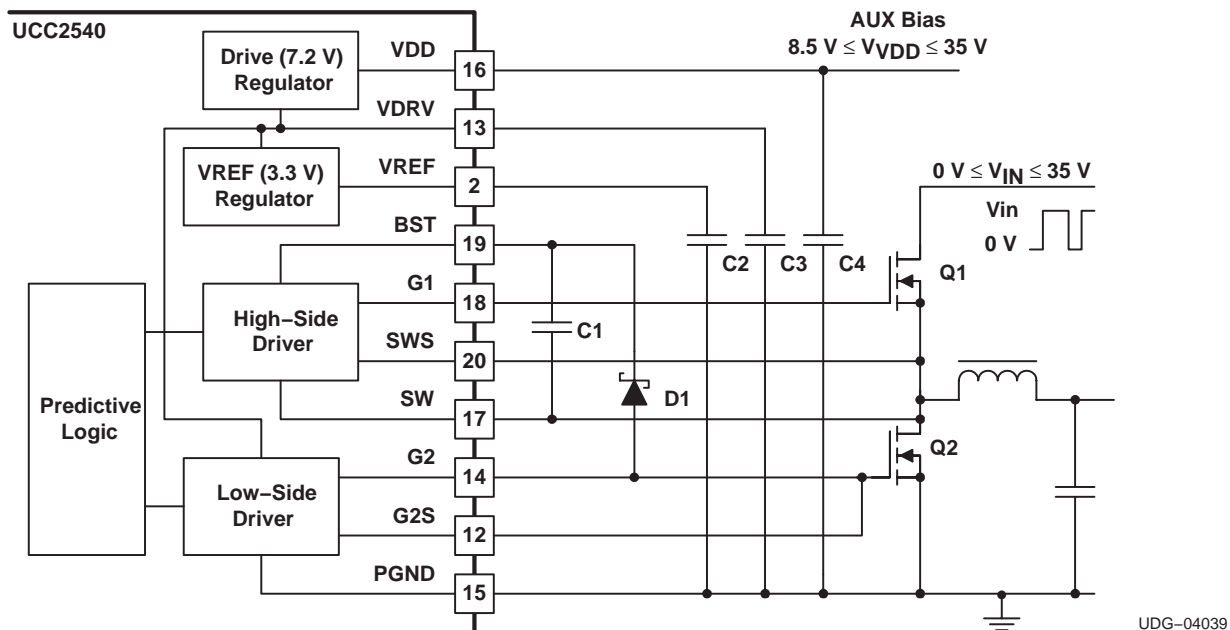 UCC2540
AUX Bias
8.5 V ≤ VVDD ≤ 35 V
Drive (7.2 V)
Regulator
VDD
16
VDRV
13
VREF (3.3 V)
Regulator
VREF
2
0 V ≤ VIN ≤ 35 V
Vin
0 V
BST
19
C2
C3
C4
Q1
G1
18
High–Side
Driver
C1
SWS
20
Predictive
Logic
SW
17
D1
Q2
G2
14
Low–Side
Driver
G2S
12
PGND
15
UDG–04039